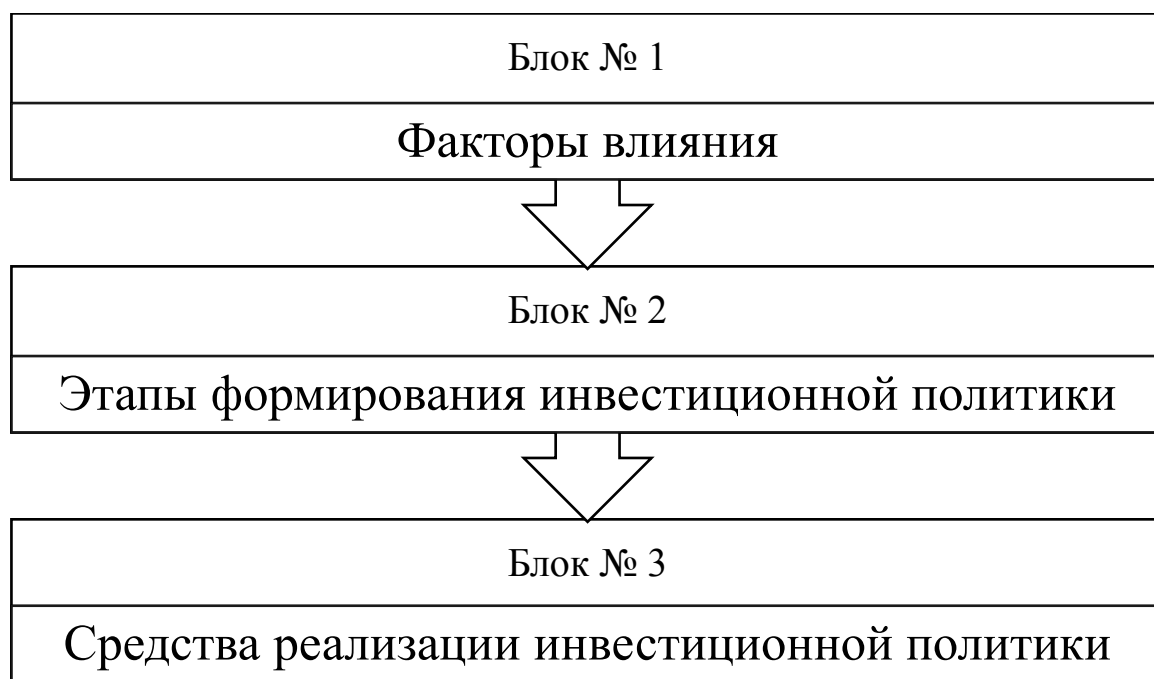 Блок № 1
Факторы влияния
Блок № 2
Этапы формирования инвестиционной политики
Блок № 3
Средства реализации инвестиционной политики